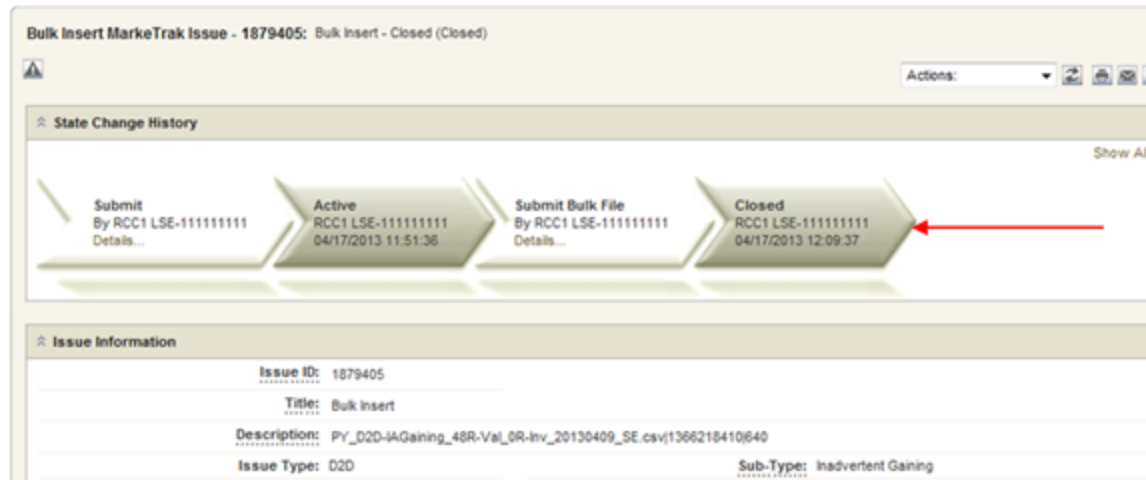 Bulk Insert MarkeTrak Issue - 1879405: Bulk Insert - Closed (Closed)
Actions:
State Change History
Show Al
Submit
By RCC1 LSE-111111111
Details...
Active
RCC1 LSE-111111111
04/17/2013 11:51:36
Submit Bulk File
By RCC1 LSE-111111111
Details...
Closed
RCC1 LSE-111111111
04/17/2013 12:09:37
Issue Information
Issue ID: 1879405
Title: Bulk Insert
Description: PY_D2D-IAGaining_48R-Val_0R-Inv_20130409_SE.csv|1366218410|640
Issue Type: D2D Sub-Type: Inadvertent Gaining